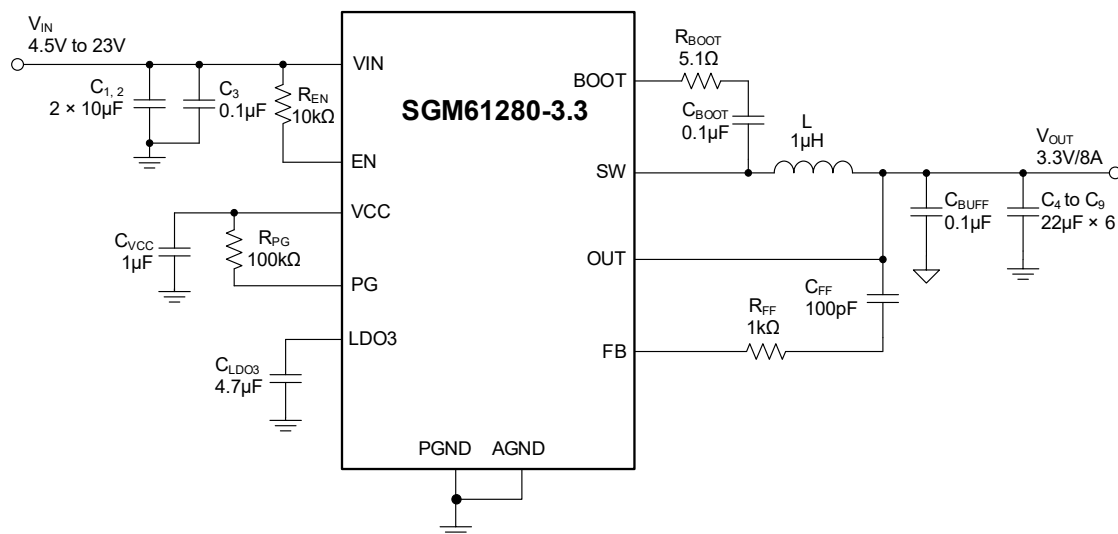 V_IN
4.5V to 23V
C_1, 2
2 × 10µF
C_3
0.1µF
R_EN
10kΩ
VIN
EN
VCC
PG
LDO3
C_VCC
1µF
R_PG
100kΩ
C_LDO3
4.7µF
SGM61280-3.3
PGND
AGND
BOOT
SW
OUT
FB
R_BOOT
5.1Ω
C_BOOT
0.1µF
L
1µH
V_OUT
3.3V/8A
C_BUFF
0.1µF
C_4 to C_9
22µF × 6
C_FF
100pF
R_FF
1kΩ